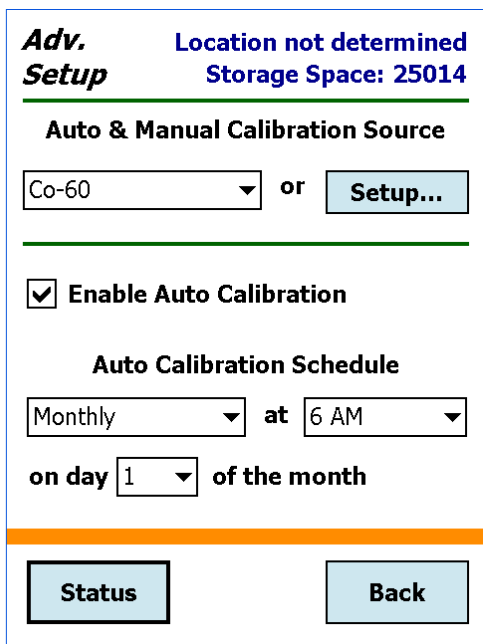 Adv. Location not determined
Setup Storage Space: 25014
Auto & Manual Calibration Source
Co-60 or Setup...
Enable Auto Calibration
Auto Calibration Schedule
Monthly at 6 AM
on day 1 of the month
Status Back